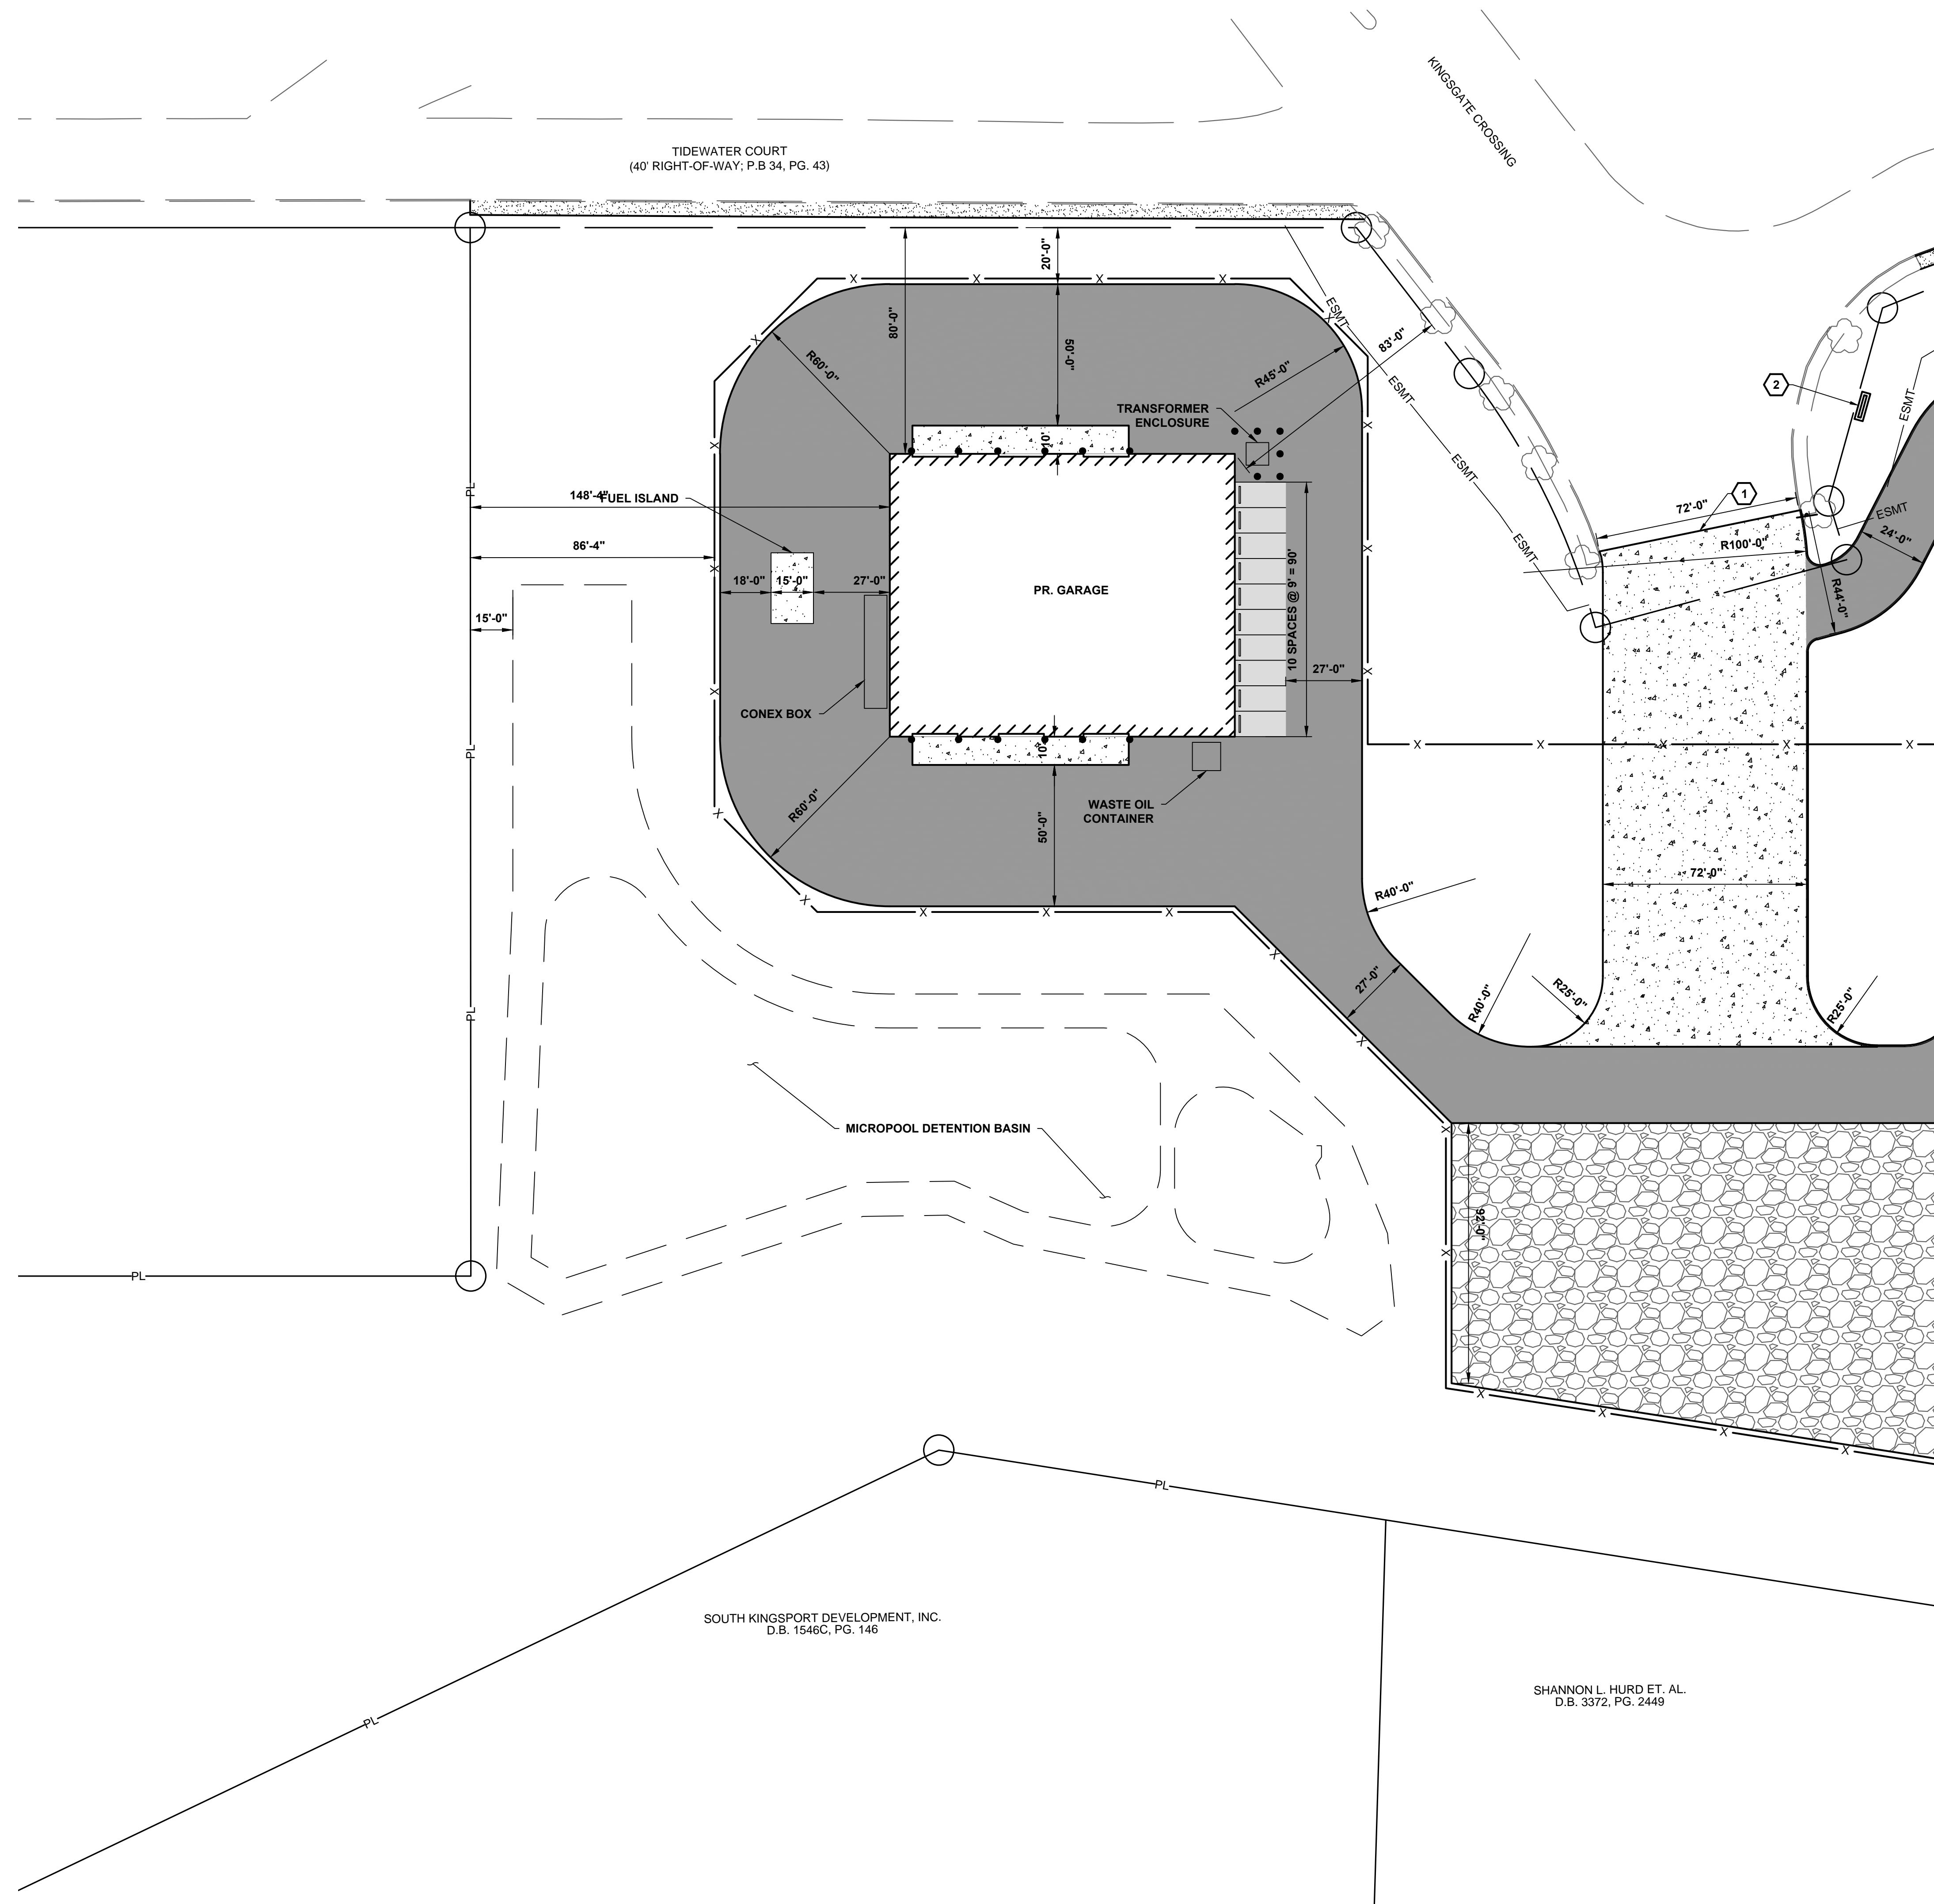 KINGSGATE CROSSING
TIDEWATER COURT
(40' RIGHT-OF-WAY; P.B 34, PG. 43)
20'-0"
X X X X
80'-0"
50'-0"
ESMT
X
83'-0"
X
R60'-0"
R45'-0"
ESMT
2
ESMT
TRANSFORMER
ENCLOSURE
10'
X
X
ESMT
PL
148'-4"
FUEL ISLAND
72'-0"
1
ESMT
24'-0"
R100'-0"
ESMT
86'-4"
X
X
18'-0"
15'-0"
27'-0"
PR. GARAGE
10 SPACES @ 9' = 90'
R44'-0"
15'-0"
27'-0"
X
X
CONEX BOX
PL
10'
X X X X X
WASTE OIL
CONTAINER
R60'-0"
X
50'-0"
72'-0"
R40'-0"
X
X X X
X
27'-0"
R40'-0"
R25'-0"
R25'-0"
PL
X
MICROPOOL DETENTION BASIN
X
92'-0"
X
PL
X
X
X
X
PL
SOUTH KINGSPORT DEVELOPMENT, INC.
D.B. 1546C, PG. 146
SHANNON L. HURD ET. AL.
D.B. 3372, PG. 2449
PL